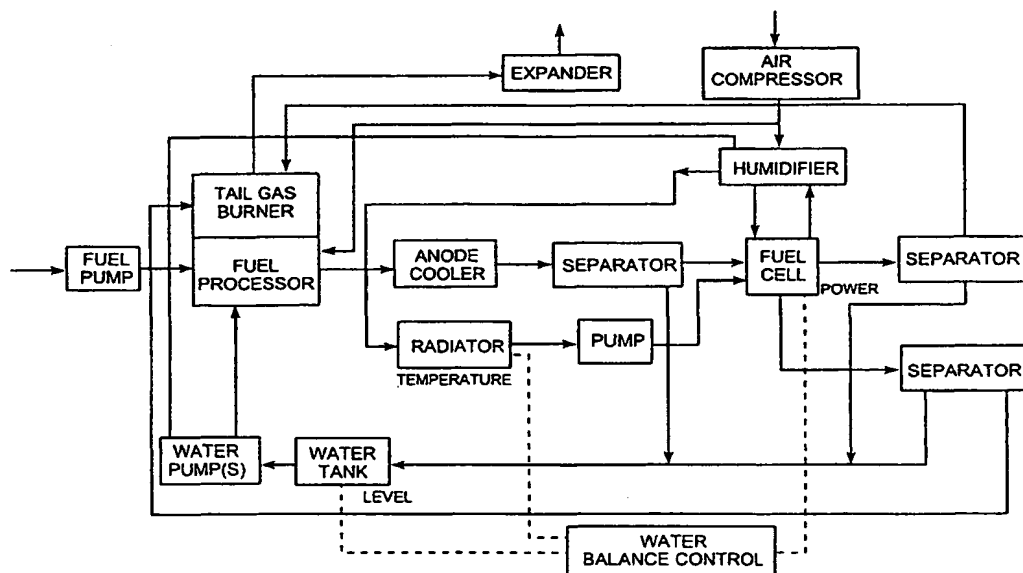 EXPANDER
AIR
COMPRESSOR
HUMIDIFIER
TAIL GAS
BURNER
FUEL
PUMP
FUEL
PROCESSOR
ANODE
COOLER
SEPARATOR
FUEL
CELL
POWER
SEPARATOR
RADIATOR
TEMPERATURE
PUMP
SEPARATOR
WATER
PUMP(S)
WATER
TANK
LEVEL
WATER
BALANCE CONTROL